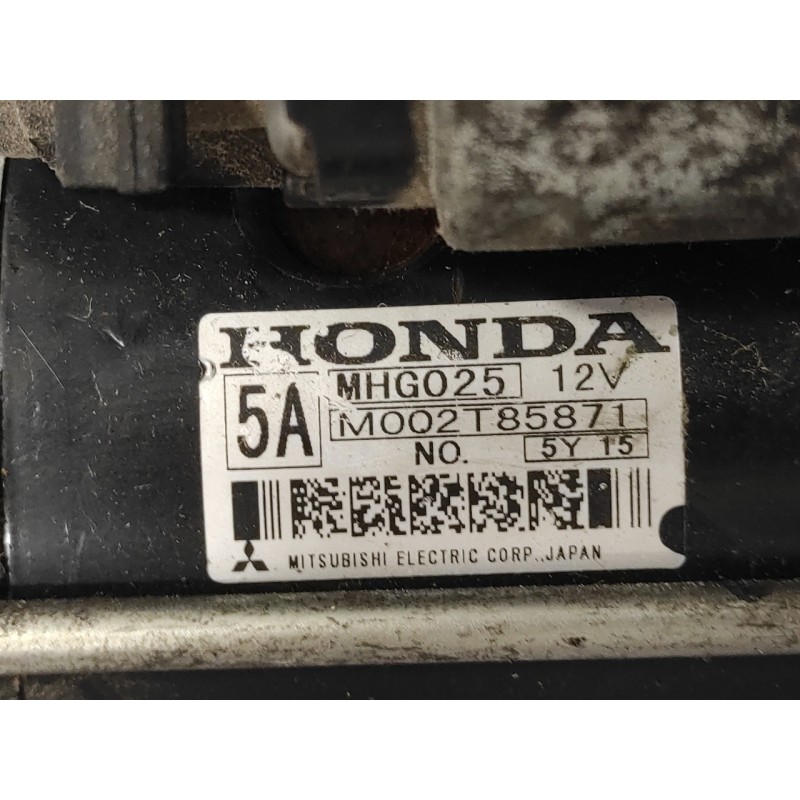 HONDA
5A MHG025 12V
M002T85871
NO. 5Y 15
MITSUBISHI ELECTRIC CORP., JAPAN